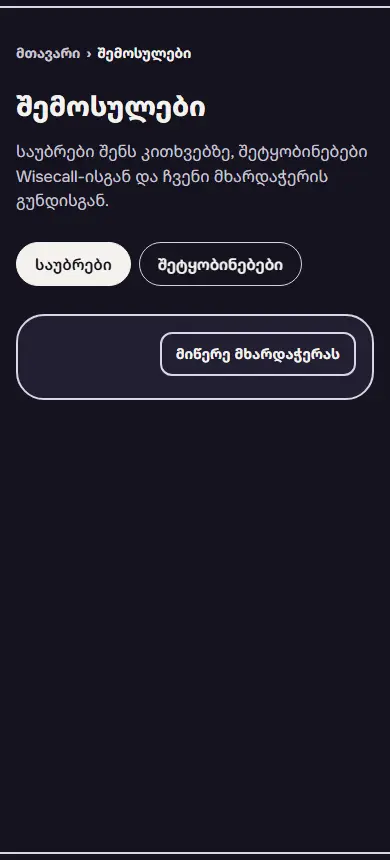 მთავარი › შემოსულები
შემოსულები
საუბრები შენს კითხვებზე, შეტყობინებები
Wisecall-ისგან და ჩვენი მხარდაჭერის
გუნდისგან.
საუბრები
შეტყობინებები
მიწერე მხარდაჭერას